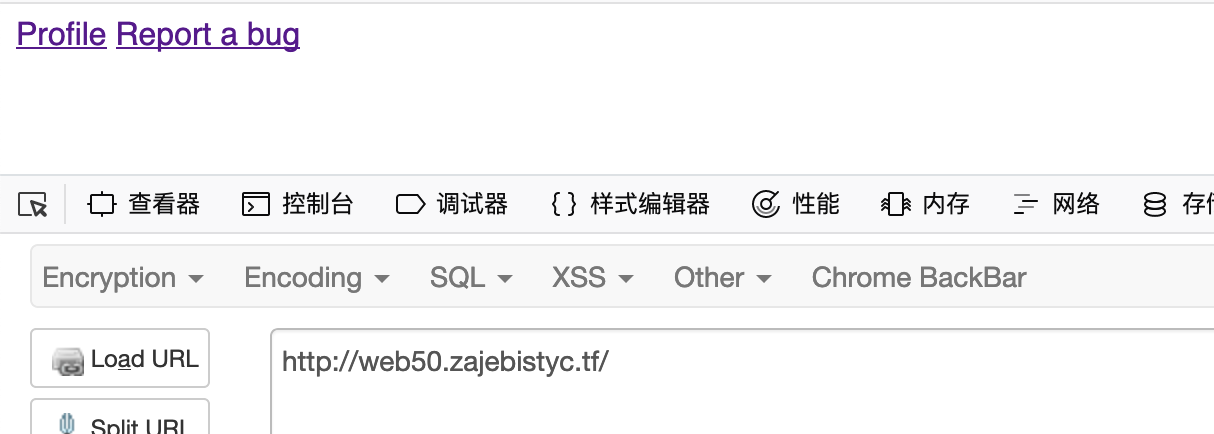 Profile Report a bug
查看器 控制台 调试器 {} 样式编辑器 性能 内存 网络 存储
Encryption Encoding SQL XSS Other Chrome BackBar
Load URL http://web50.zajebistyc.tf/
Split URL